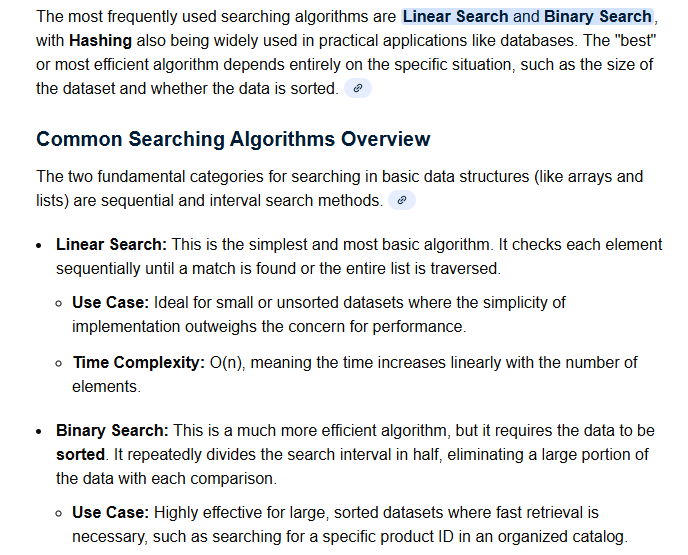 The most frequently used searching algorithms are Linear Search and Binary Search,
with Hashing also being widely used in practical applications like databases. The "best"
or most efficient algorithm depends entirely on the specific situation, such as the size of
the dataset and whether the data is sorted.
Common Searching Algorithms Overview
The two fundamental categories for searching in basic data structures (like arrays and
lists) are sequential and interval search methods.
• Linear Search: This is the simplest and most basic algorithm. It checks each element
sequentially until a match is found or the entire list is traversed.
◦ Use Case: Ideal for small or unsorted datasets where the simplicity of
implementation outweighs the concern for performance.
◦ Time Complexity: O(n), meaning the time increases linearly with the number of
elements.
• Binary Search: This is a much more efficient algorithm, but it requires the data to be
sorted. It repeatedly divides the search interval in half, eliminating a large portion of
the data with each comparison.
◦ Use Case: Highly effective for large, sorted datasets where fast retrieval is
necessary, such as searching for a specific product ID in an organized catalog.